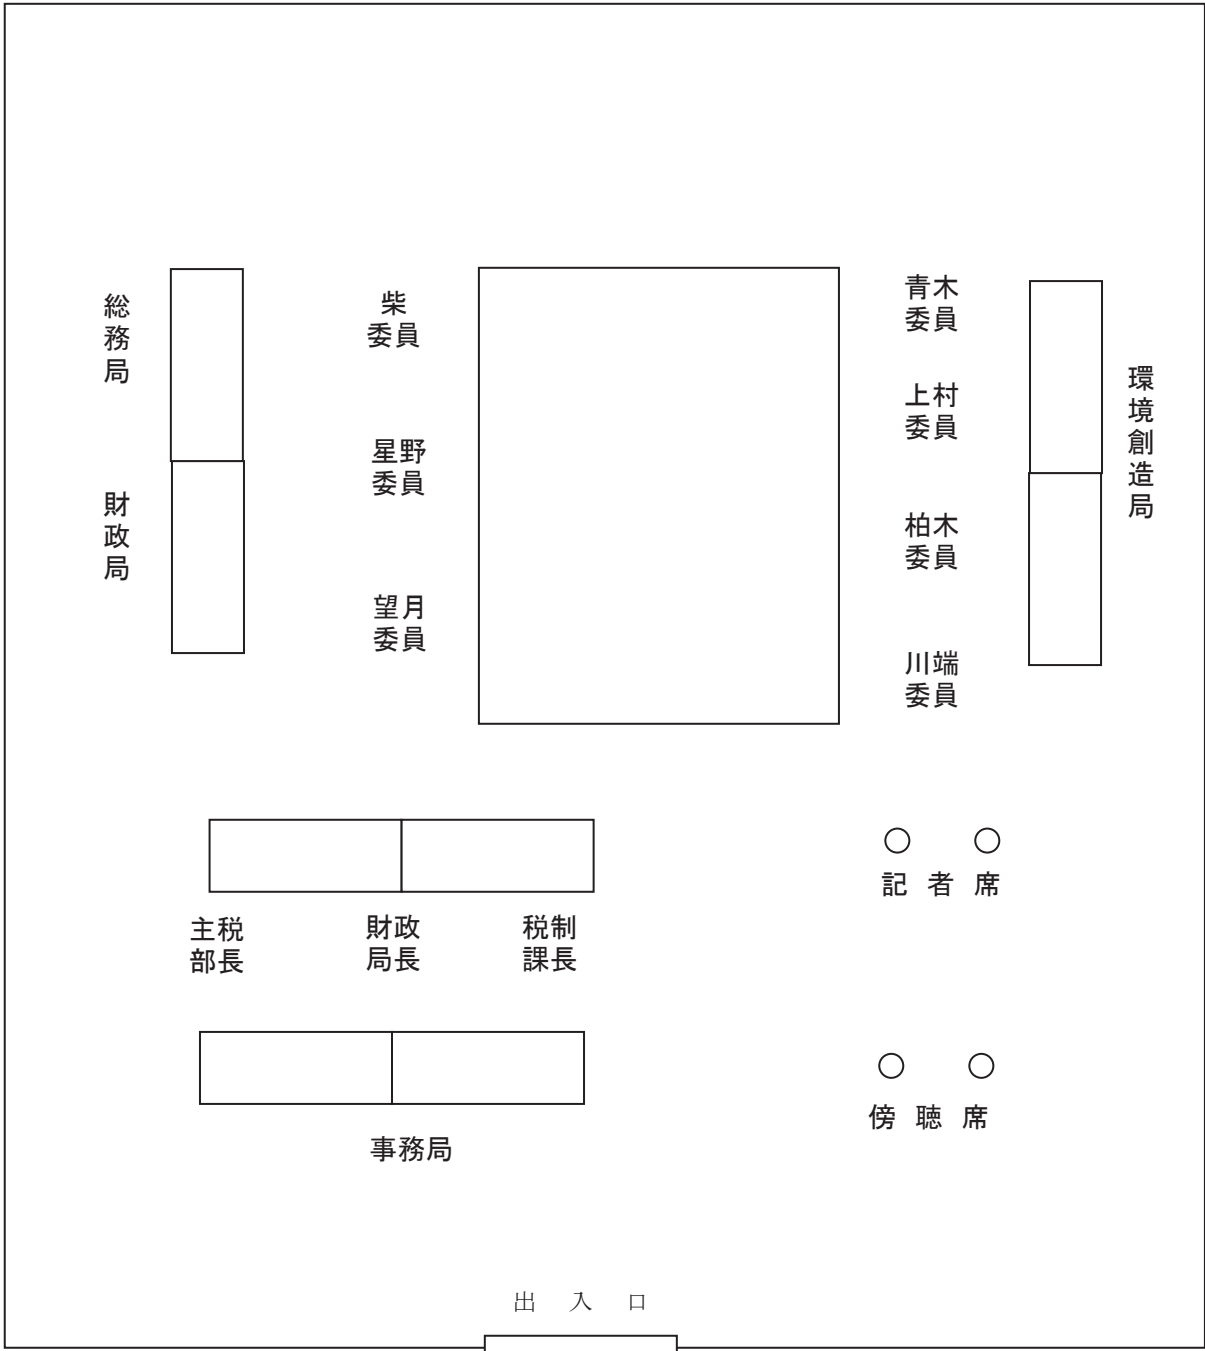 総務局
財政局
柴
委員
星野
委員
望月
委員
青木
委員
上村
委員
柏木
委員
川端
委員
環境創造局
主税
部長
財政
局長
税制
課長
記者席
事務局
傍聴席
出入口